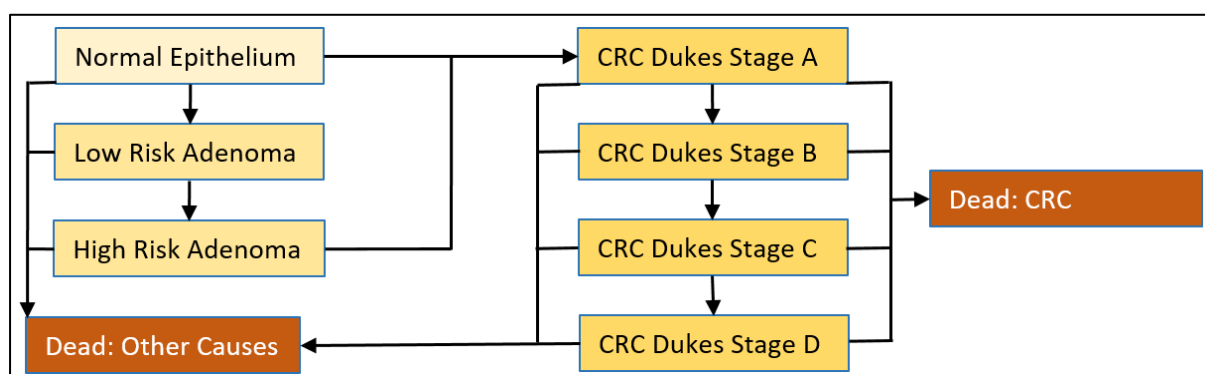 Normal Epithelium
Low Risk Adenoma
High Risk Adenoma
Dead: Other Causes
CRC Dukes Stage A
CRC Dukes Stage B
CRC Dukes Stage C
CRC Dukes Stage D
Dead: CRC